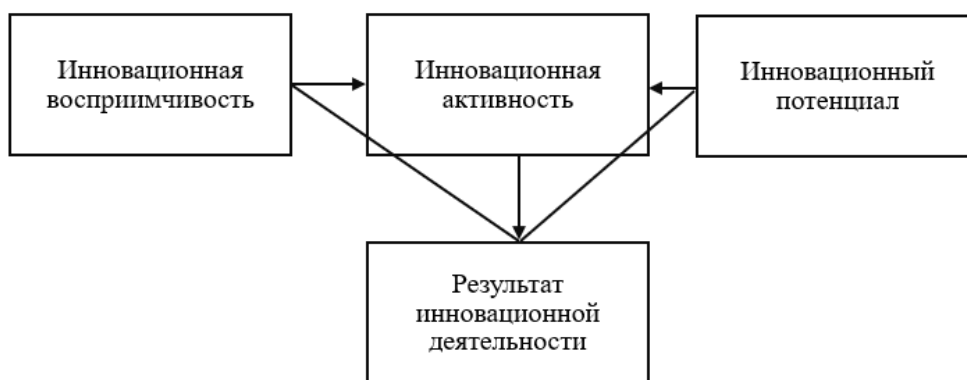 Инновационная
восприимчивость
Инновационная
активность
Инновационный
потенциал
Результат
инновационной
деятельности